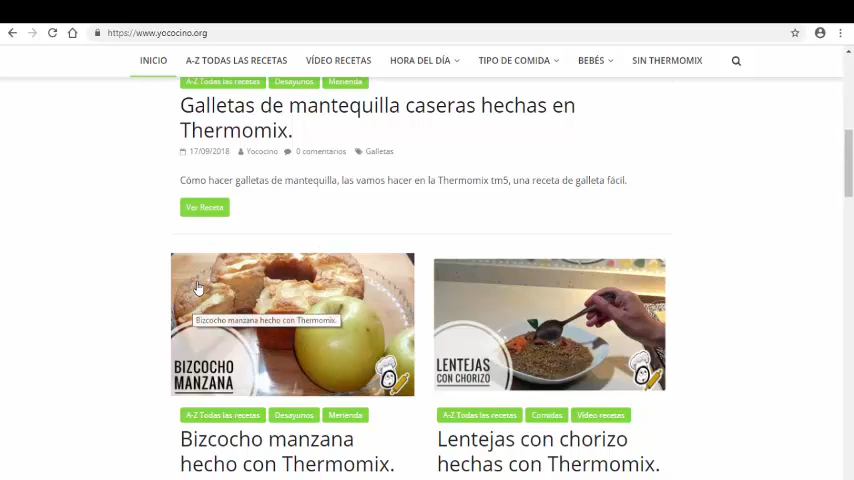 https://www.yococino.org
INICIO A-Z TODAS LAS RECETAS VÍDEO RECETAS HORA DEL DÍA TIPO DE COMIDA BEBÉS SIN THERMOMIX
A-Z Todas las recetas Desayunos Merienda
Galletas de mantequilla caseras hechas en
Thermomix.
17/09/2018 Yococino 0 comentarios Galletas
Cómo hacer galletas de mantequilla, las vamos hacer en la Thermomix tm5, una receta de galleta fácil.
Ver Receta
Bizcocho manzana hecho con Thermomix.
BIZCOCHO
MANZANA
LENTEJAS
CON CHORIZO
A-Z Todas las recetas Desayunos Merienda
Bizcocho manzana
hecho con Thermomix.
A-Z Todas las recetas Comidas Vídeo recetas
Lentejas con chorizo
hechas con Thermomix.